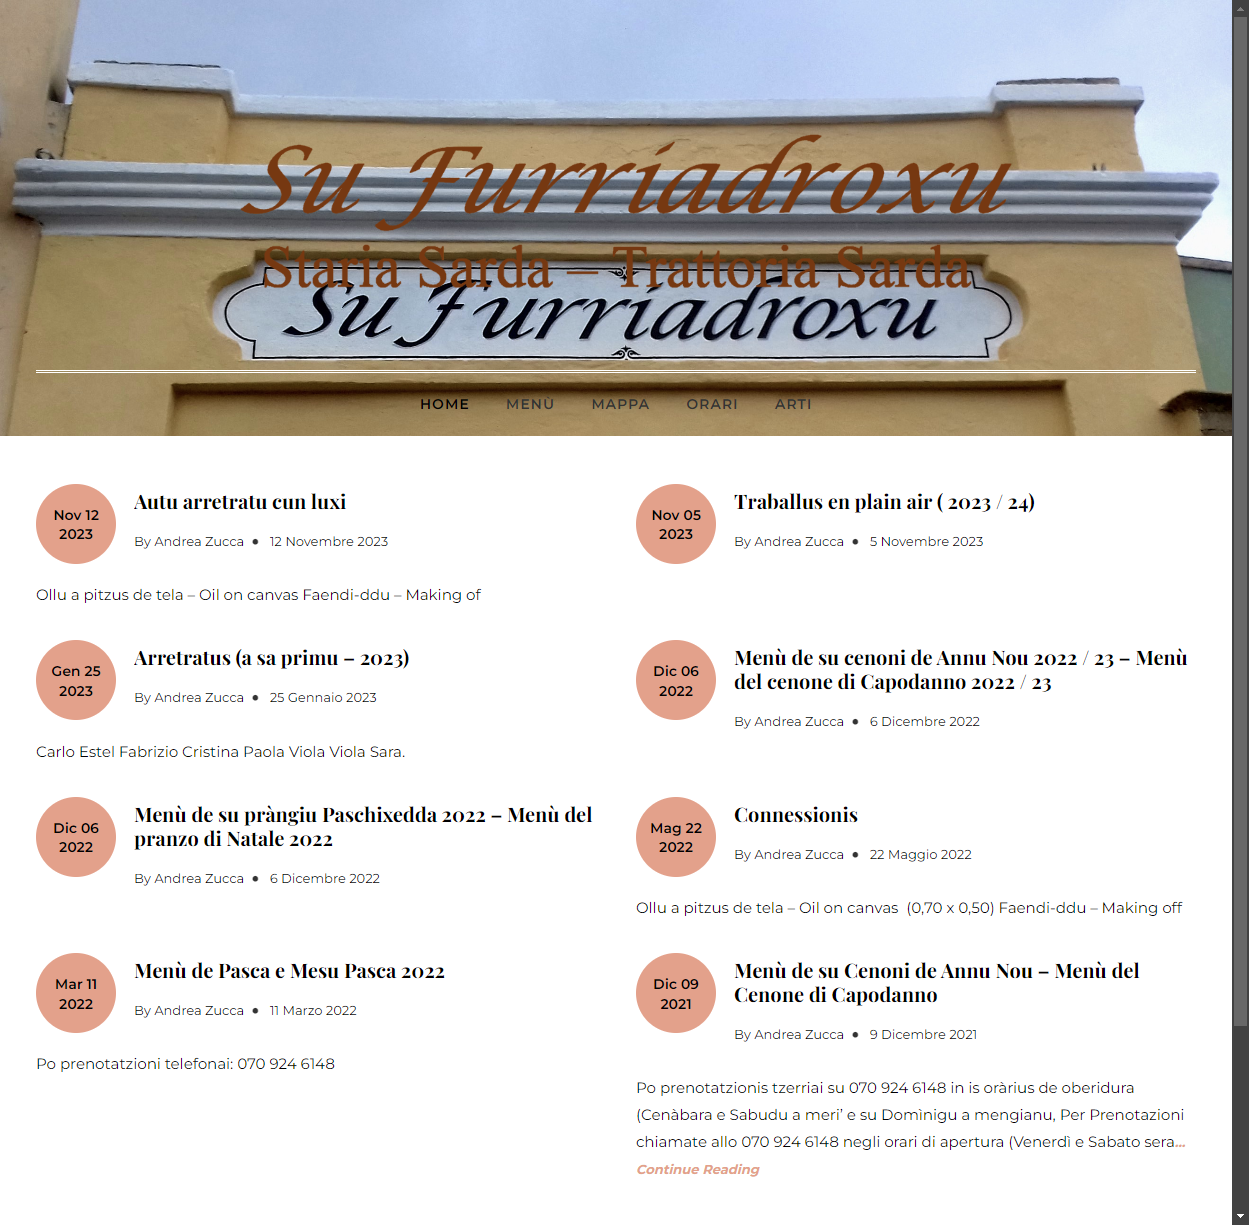 Su Furriadroxu
Staria Sarda – Trattoria Sarda
Su Furriadroxu
HOME MENÙ MAPPA ORARI ARTI
Nov 12
2023
Autu arretratu cun luxi
By Andrea Zucca ● 12 Novembre 2023
Ollu a pitzus de tela – Oil on canvas Faendi-ddu – Making of
Nov 05
2023
Traballus en plain air ( 2023 / 24)
By Andrea Zucca ● 5 Novembre 2023
Gen 25
2023
Arretratus (a sa primu – 2023)
By Andrea Zucca ● 25 Gennaio 2023
Carlo Estel Fabrizio Cristina Paola Viola Viola Sara.
Dic 06
2022
Menù de su cenoni de Annu Nou 2022 / 23 – Menù
del cenone di Capodanno 2022 / 23
By Andrea Zucca ● 6 Dicembre 2022
Dic 06
2022
Menù de su pràngiu Paschixedda 2022 – Menù del
pranzo di Natale 2022
By Andrea Zucca ● 6 Dicembre 2022
Mag 22
2022
Connessionis
By Andrea Zucca ● 22 Maggio 2022
Ollu a pitzus de tela – Oil on canvas  (0,70 x 0,50) Faendi-ddu – Making off
Mar 11
2022
Menù de Pasca e Mesu Pasca 2022
By Andrea Zucca ● 11 Marzo 2022
Po prenotatzioni telefonai: 070 924 6148
Dic 09
2021
Menù de su Cenoni de Annu Nou – Menù del
Cenone di Capodanno
By Andrea Zucca ● 9 Dicembre 2021
Po prenotatzionis tzerriai su 070 924 6148 in is oràrius de oberidura
(Cenàbara e Sabudu a meri’ e su Domìnigu a mengianu, Per Prenotazioni
chiamate allo 070 924 6148 negli orari di apertura (Venerdì e Sabato sera...
Continue Reading